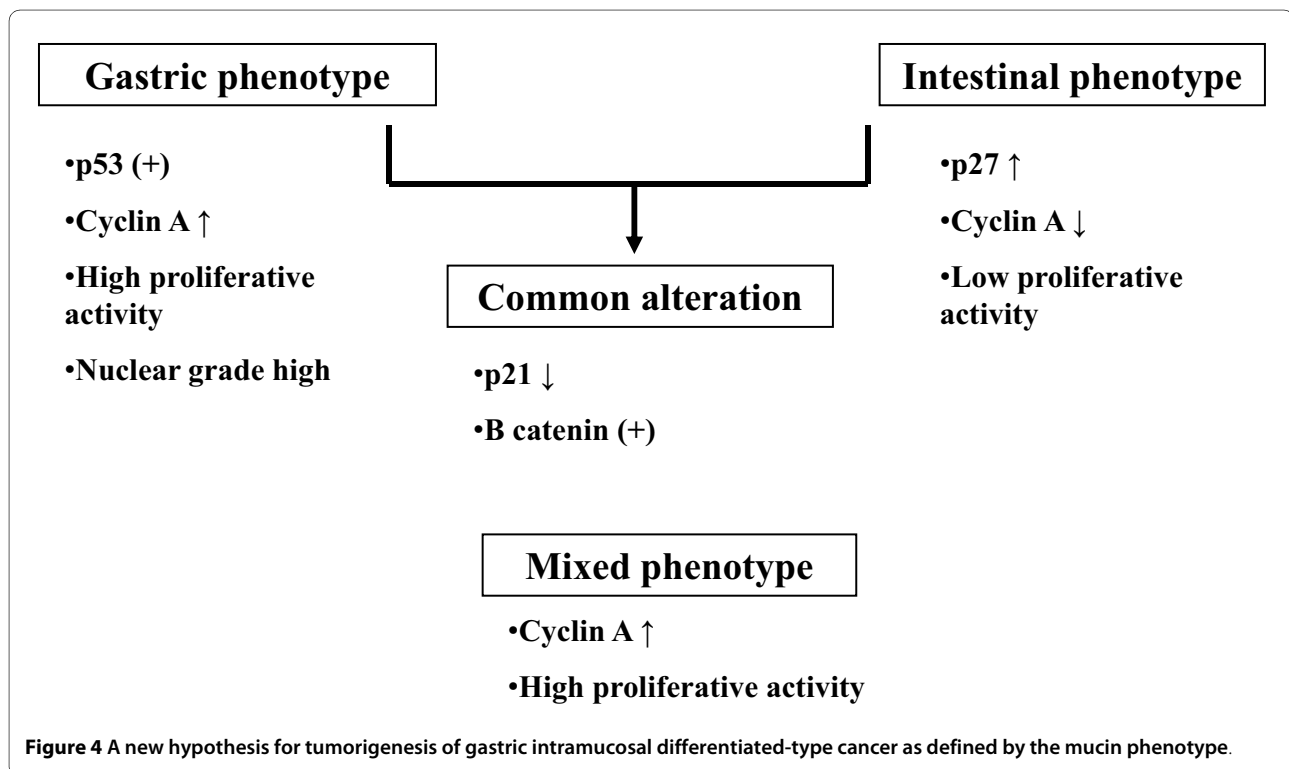 Gastric phenotype
•p53 (+)
•Cyclin A ↑
•High proliferative
activity
•Nuclear grade high
Intestinal phenotype
•p27 ↑
•Cyclin A ↓
•Low proliferative
activity
Common alteration
•p21 ↓
•B catenin (+)
Mixed phenotype
•Cyclin A ↑
•High proliferative activity
Figure 4 A new hypothesis for tumorigenesis of gastric intramucosal differentiated-type cancer as defined by the mucin phenotype.